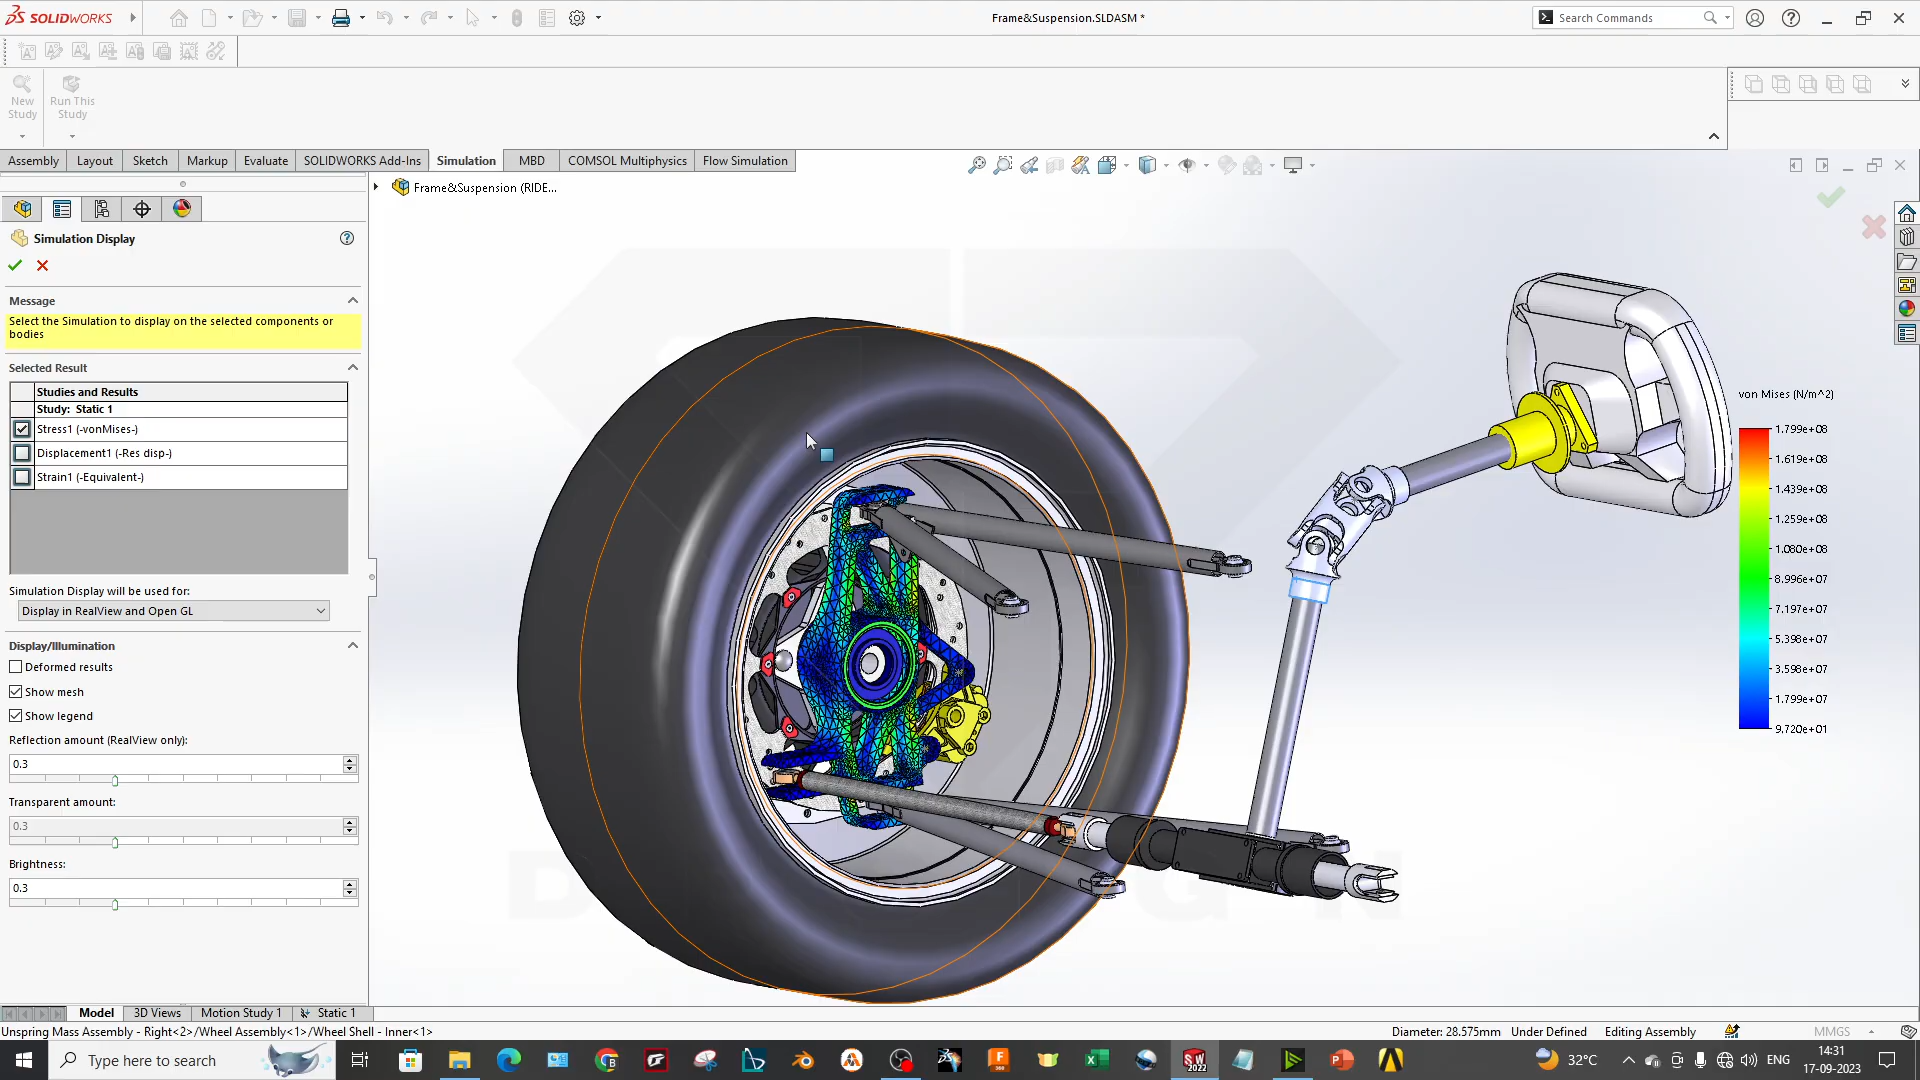 SOLIDWORKS
Frame&Suspension.SLDASM *
Search Commands
New Study
Run This Study
Assembly
Layout
Sketch
Markup
Evaluate
SOLIDWORKS Add-Ins
Simulation
MBD
COMSOL Multiphysics
Flow Simulation
Frame&Suspension (RIDE...
Simulation Display
Message
Select the Simulation to display on the selected components or
bodies
Selected Result
Studies and Results
Study: Static 1
Stress1 (-vonMises-)
Displacement1 (-Res disp-)
Strain1 (-Equivalent-)
Simulation Display will be used for:
Display in RealView and Open GL
Display/Illumination
Deformed results
Show mesh
Show legend
Reflection amount (RealView only):
0.3
Transparent amount:
0.3
Brightness:
0.3
von Mises (N/m^2)
1.799e+08
1.619e+08
1.439e+08
1.259e+08
1.080e+08
8.996e+07
7.197e+07
5.398e+07
3.598e+07
1.799e+07
9.720e+01
Model
3D Views
Motion Study 1
Static 1
Unspring Mass Assembly - Right<2>/Wheel Assembly<1>/Wheel Shell - Inner<1>
Diameter: 28.575mm
Under Defined
Editing Assembly
MMGS
Type here to search
32°C
ENG
14:31
17-09-2023